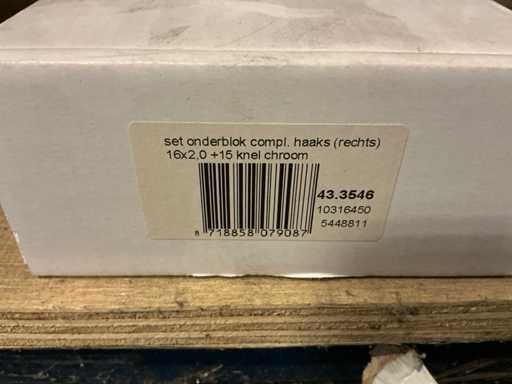 set onderblok compl. haaks (rechts)
16x2,0 +15 knel chroom
43.3546
10316450
5448811
8 718858 079087